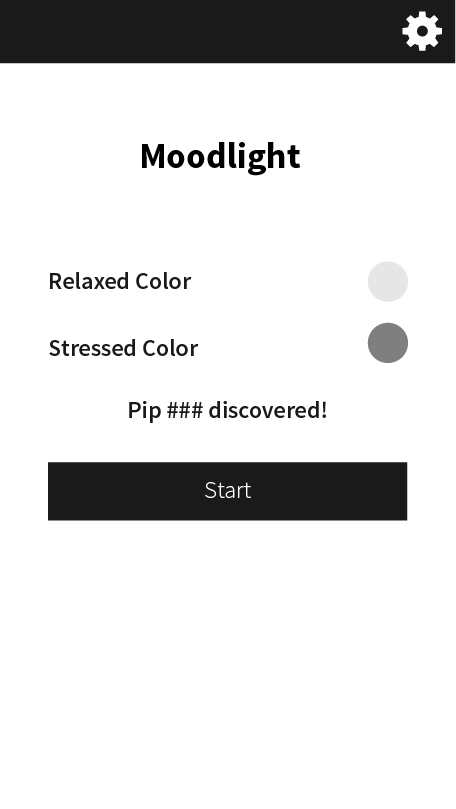 Moodlight
Relaxed Color
Stressed Color
Pip ### discovered!
Start